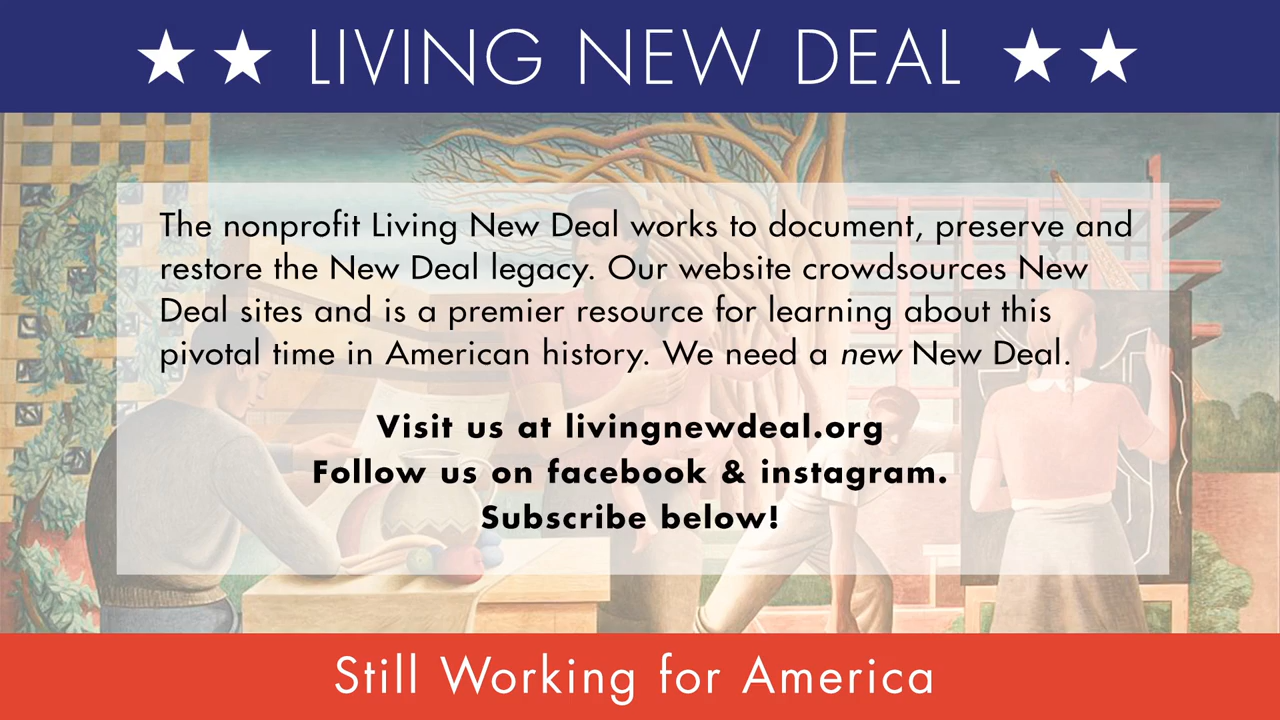 ★ ★ LIVING NEW DEAL ★ ★
The nonprofit Living New Deal works to document, preserve and
restore the New Deal legacy. Our website crowdsources New
Deal sites and is a premier resource for learning about this
pivotal time in American history. We need a new New Deal.
Visit us at livingnewdeal.org
Follow us on facebook & instagram.
Subscribe below!
Still Working for America